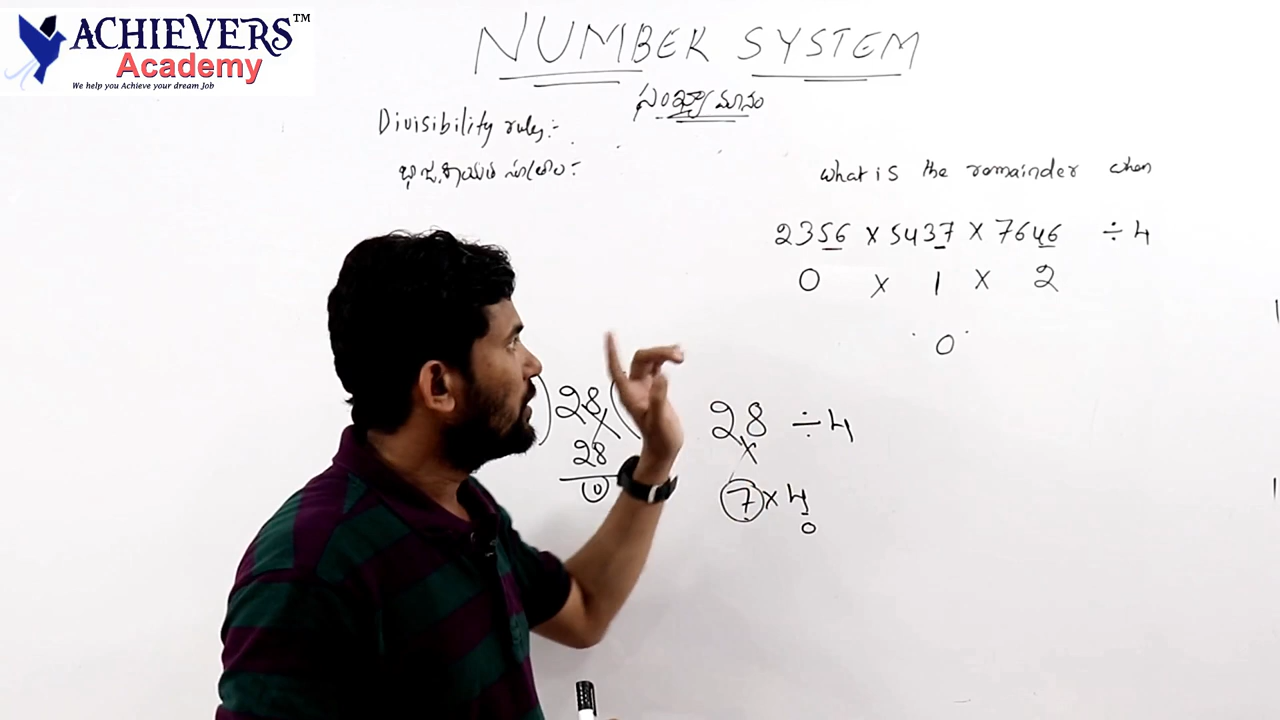 ACHIEVERS™
Academy
We help you Achieve your dream Job
NUMBER SYSTEM
సంఖ్యామానం
Divisibility rules:-
what is the remainder when
2356 × 5437 × 7646 ÷ 4
0 × 1 × 2
0
) 28 (
28
0
28 ÷ 4
7 × 4
0